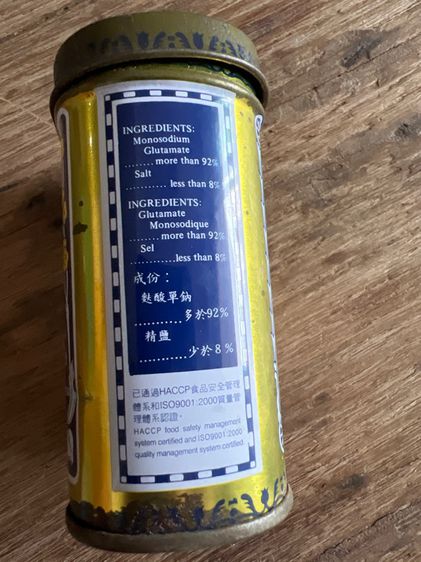 INGREDIENTS:
Monosodium
Glutamate
........ more than 92%
Salt
............ less than 8%
INGREDIENTS:
Glutamate
Monosodique
........ more than 92%
Sel
............less than 8%
成份：
麩酸單鈉
............多於92%
精鹽
............少於8%
已通過HACCP食品安全管理
體系和ISO9001:2000質量管
理體系認證。
HACCP food safety management
system certified and ISO9001:2000
quality management system certified.